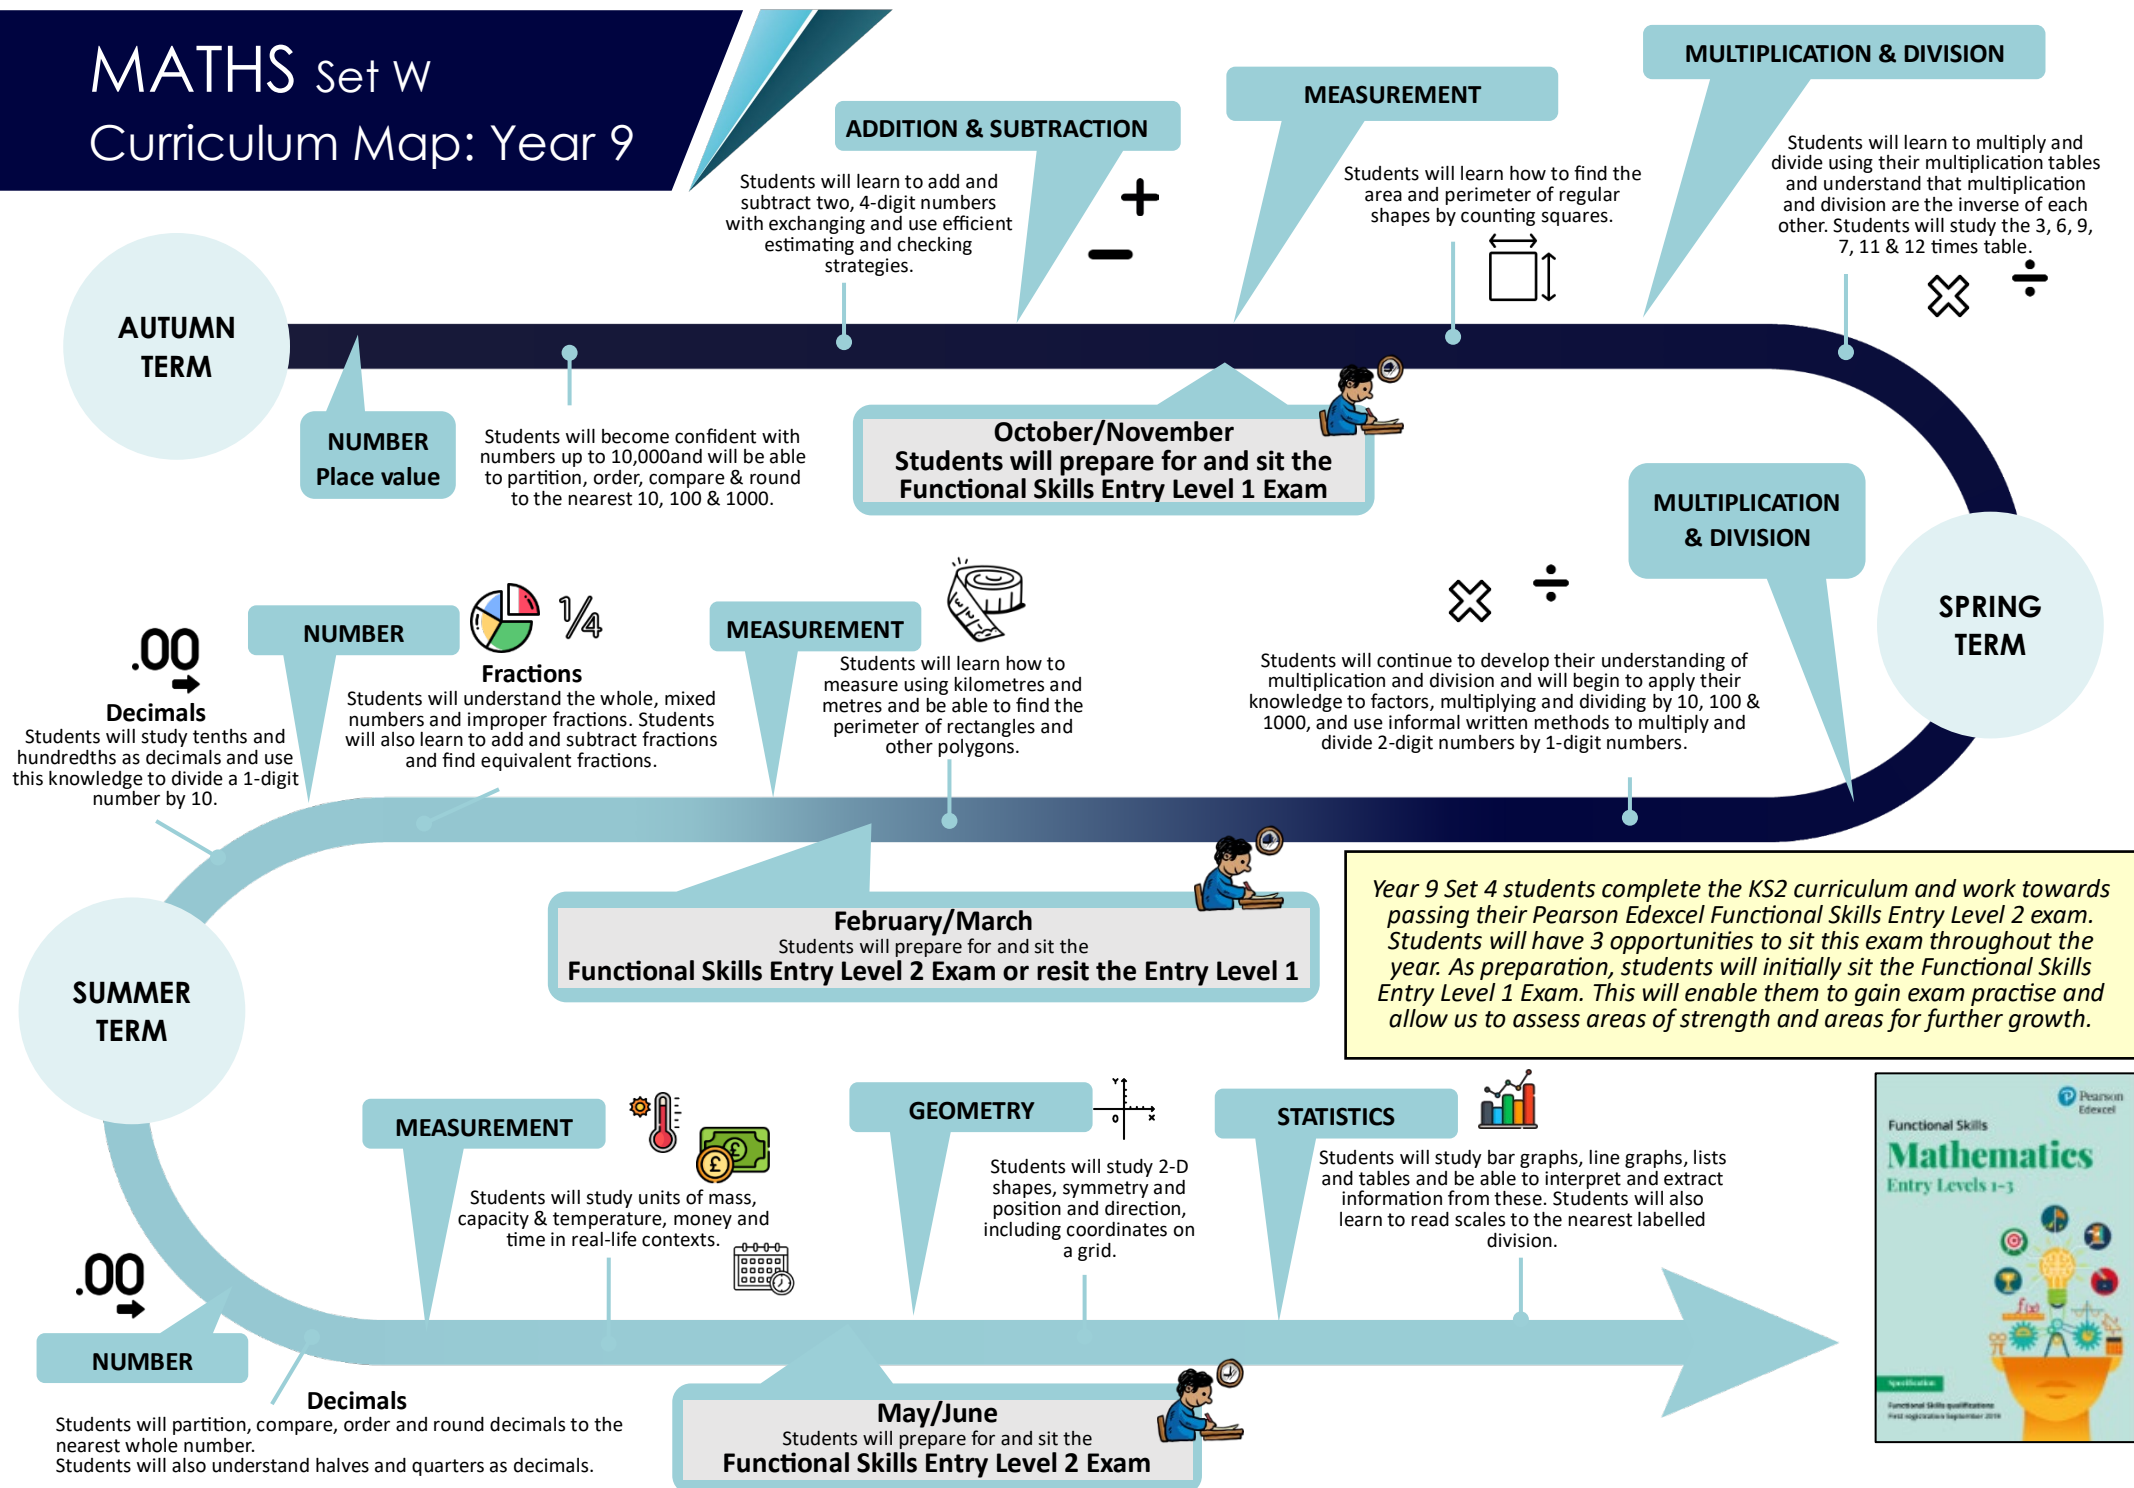 MATHS Set W
Curriculum Map: Year 9
ADDITION & SUBTRACTION
Students will learn to add and
subtract two, 4-digit numbers
with exchanging and use efficient
estimating and checking
strategies.
MEASUREMENT
Students will learn how to find the
area and perimeter of regular
shapes by counting squares.
MULTIPLICATION & DIVISION
Students will learn to multiply and
divide using their multiplication tables
and understand that multiplication
and division are the inverse of each
other. Students will study the 3, 6, 9,
7, 11 & 12 times table.
AUTUMN
TERM
NUMBER
Place value
Students will become confident with
numbers up to 10,000and will be able
to partition, order, compare & round
to the nearest 10, 100 & 1000.
October/November
Students will prepare for and sit the
Functional Skills Entry Level 1 Exam
MULTIPLICATION
& DIVISION
SPRING
TERM
Students will continue to develop their understanding of
multiplication and division and will begin to apply their
knowledge to factors, multiplying and dividing by 10, 100 &
1000, and use informal written methods to multiply and
divide 2-digit numbers by 1-digit numbers.
MEASUREMENT
Students will learn how to
measure using kilometres and
metres and be able to find the
perimeter of rectangles and
other polygons.
NUMBER
1/4
Fractions
Students will understand the whole, mixed
numbers and improper fractions. Students
will also learn to add and subtract fractions
and find equivalent fractions.
.00
Decimals
Students will study tenths and
hundredths as decimals and use
this knowledge to divide a 1-digit
number by 10.
February/March
Students will prepare for and sit the
Functional Skills Entry Level 2 Exam or resit the Entry Level 1
Year 9 Set 4 students complete the KS2 curriculum and work towards
passing their Pearson Edexcel Functional Skills Entry Level 2 exam.
Students will have 3 opportunities to sit this exam throughout the
year. As preparation, students will initially sit the Functional Skills
Entry Level 1 Exam. This will enable them to gain exam practise and
allow us to assess areas of strength and areas for further growth.
SUMMER
TERM
.00
NUMBER
Decimals
Students will partition, compare, order and round decimals to the
nearest whole number.
Students will also understand halves and quarters as decimals.
MEASUREMENT
Students will study units of mass,
capacity & temperature, money and
time in real-life contexts.
GEOMETRY
Y
0
X
Students will study 2-D
shapes, symmetry and
position and direction,
including coordinates on
a grid.
STATISTICS
Students will study bar graphs, line graphs, lists
and tables and be able to interpret and extract
information from these. Students will also
learn to read scales to the nearest labelled
division.
May/June
Students will prepare for and sit the
Functional Skills Entry Level 2 Exam
Pearson
Edexcel
Functional Skills
Mathematics
Entry Levels 1-3
f(x)
π
Specification
Functional Skills qualifications
First registration September 2019